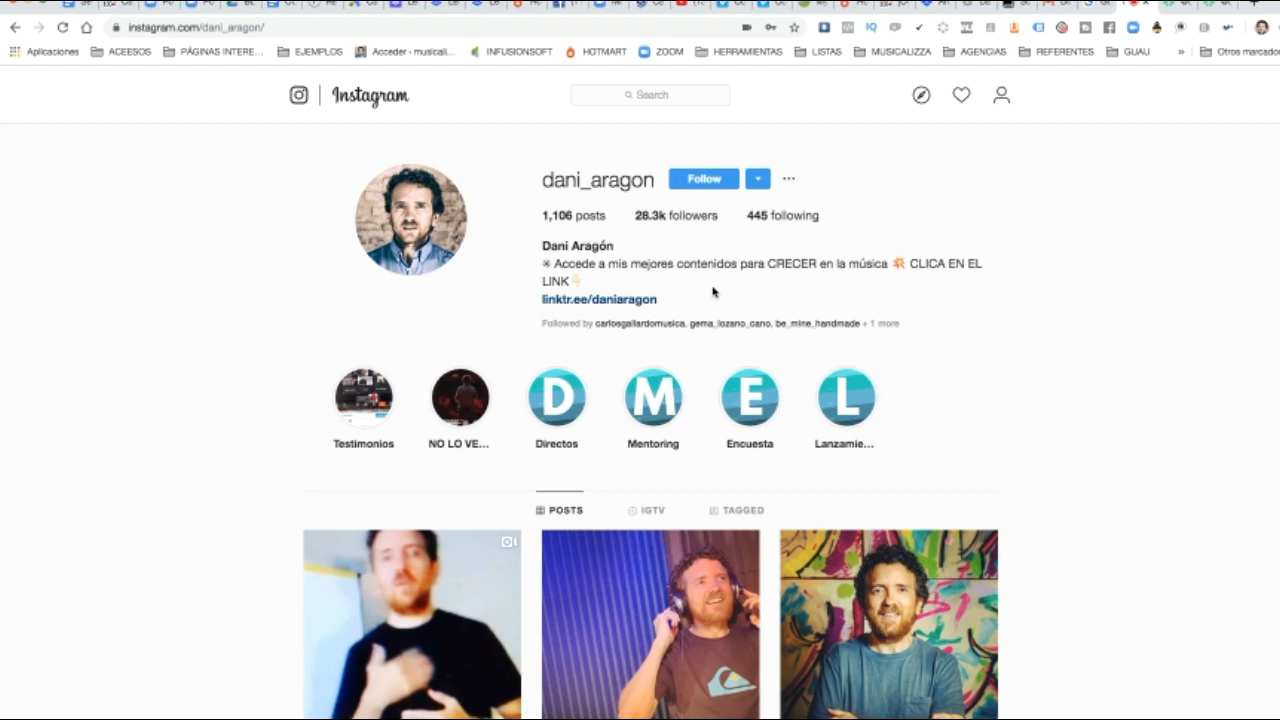 instagram.com/dani_aragon/
Aplicaciones ACEESOS PÁGINAS INTERE... EJEMPLOS Acceder ‹ musicali... INFUSIONSOFT HOTMART ZOOM HERRAMIENTAS LISTAS MUSICALIZZA AGENCIAS REFERENTES GUAU » Otros marcador
Instagram
Search
dani_aragon Follow
1,106 posts 28.3k followers 445 following
Dani Aragón
✳ Accede a mis mejores contenidos para CRECER en la música 💥 CLICA EN EL
LINK👇🏻
linktr.ee/daniaragon
Followed by carlosgallardomusica, gema_lozano_cano, be_mine_handmade + 1 more
D M E L
Testimonios NO LO VE... Directos Mentoring Encuesta Lanzamie...
POSTS IGTV TAGGED